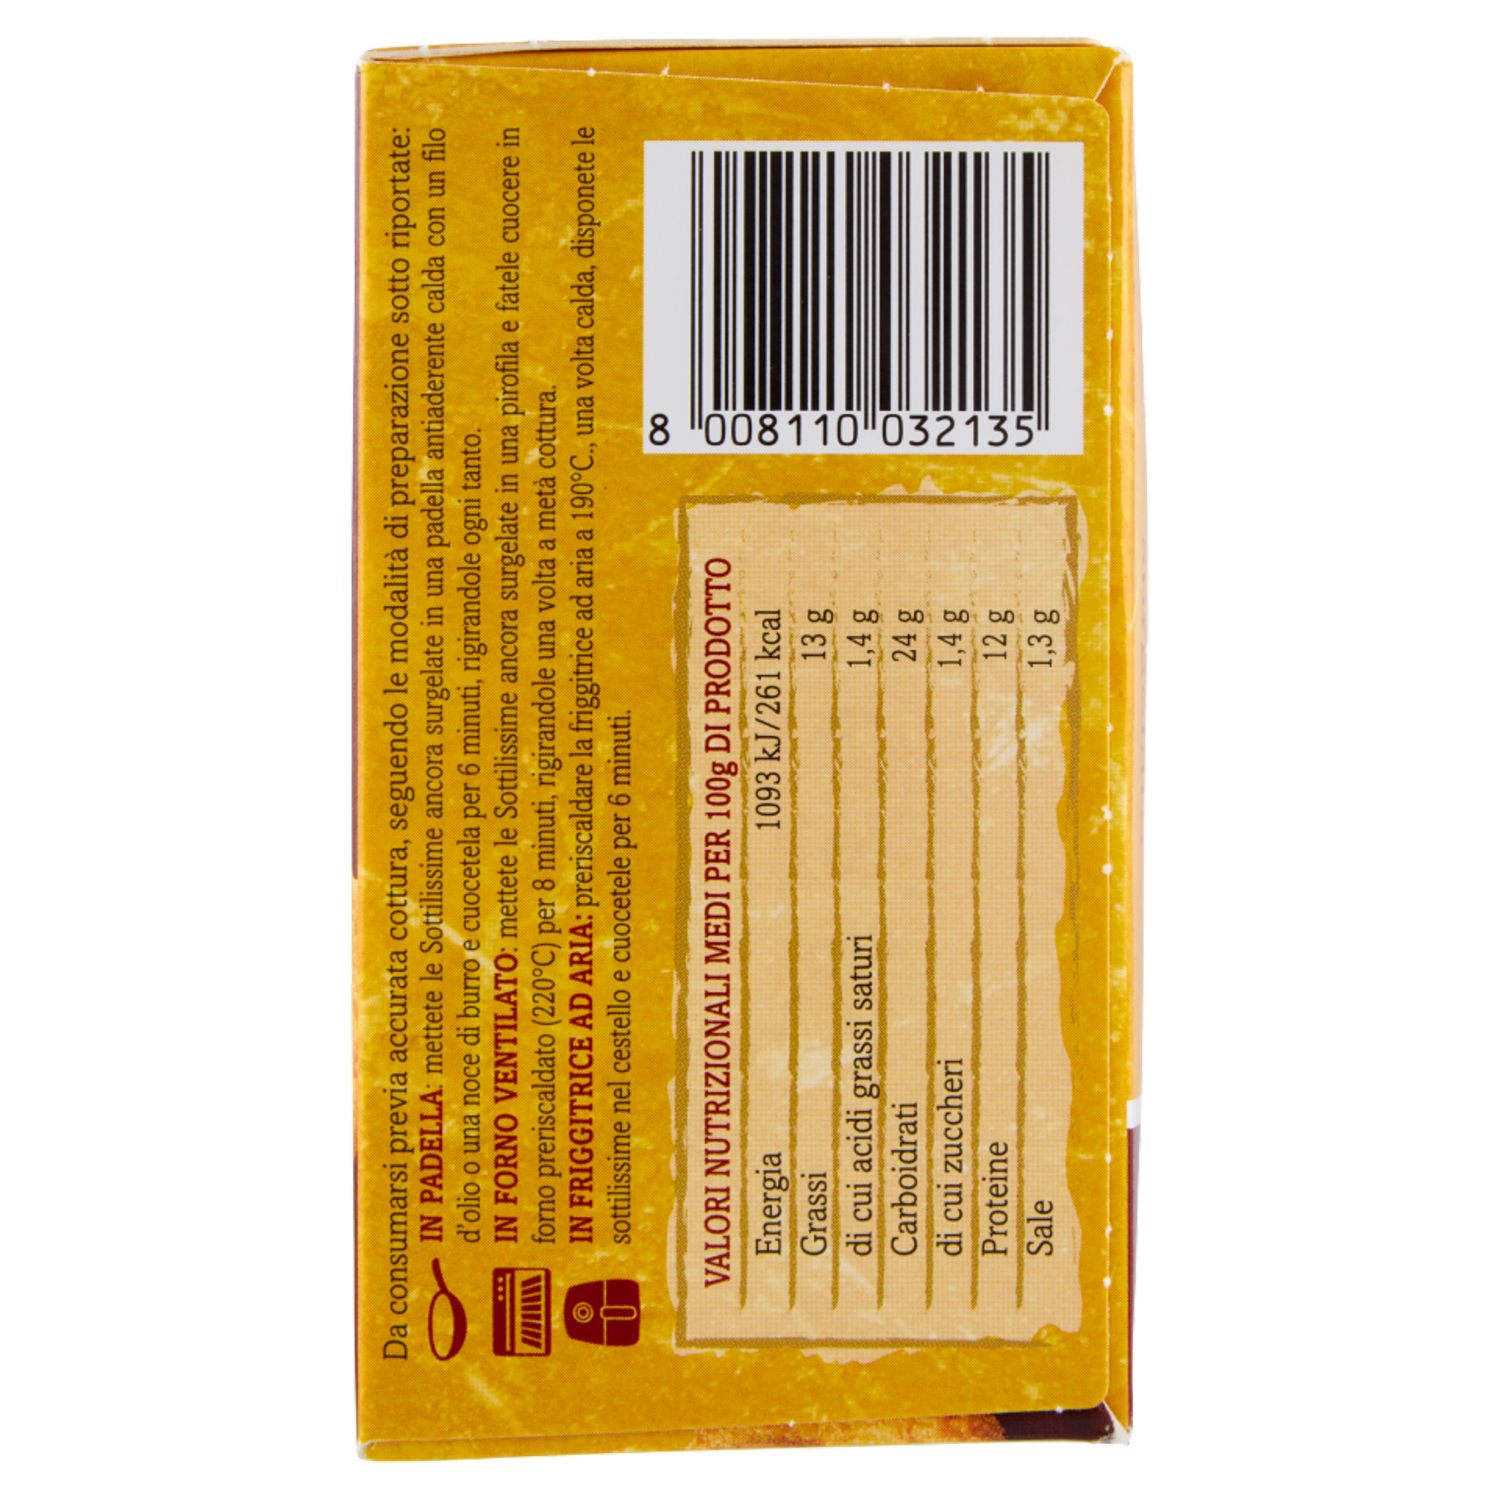 Da consumarsi previa accurata cottura, seguendo le modalità di preparazione sotto riportate:
IN PADELLA: mettete le Sottilissime ancora surgelate in una padella antiaderente calda con un filo
d'olio o una noce di burro e cuocetela per 6 minuti, rigirandole ogni tanto.
IN FORNO VENTILATO: mettete le Sottilissime ancora surgelate in una pirofila e fatele cuocere in
forno preriscaldato (220°C) per 8 minuti, rigirandole una volta a metà cottura.
IN FRIGGITRICE AD ARIA: preriscaldare la friggitrice ad aria a 190°C., una volta calda, disponete le
sottilissime nel cestello e cuocetele per 6 minuti.
VALORI NUTRIZIONALI MEDI PER 100g DI PRODOTTO
Energia 1093 kJ/261 kcal
Grassi 13 g
di cui acidi grassi saturi 1,4 g
Carboidrati 24 g
di cui zuccheri 1,4 g
Proteine 12 g
Sale 1,3 g
8 008110 032135